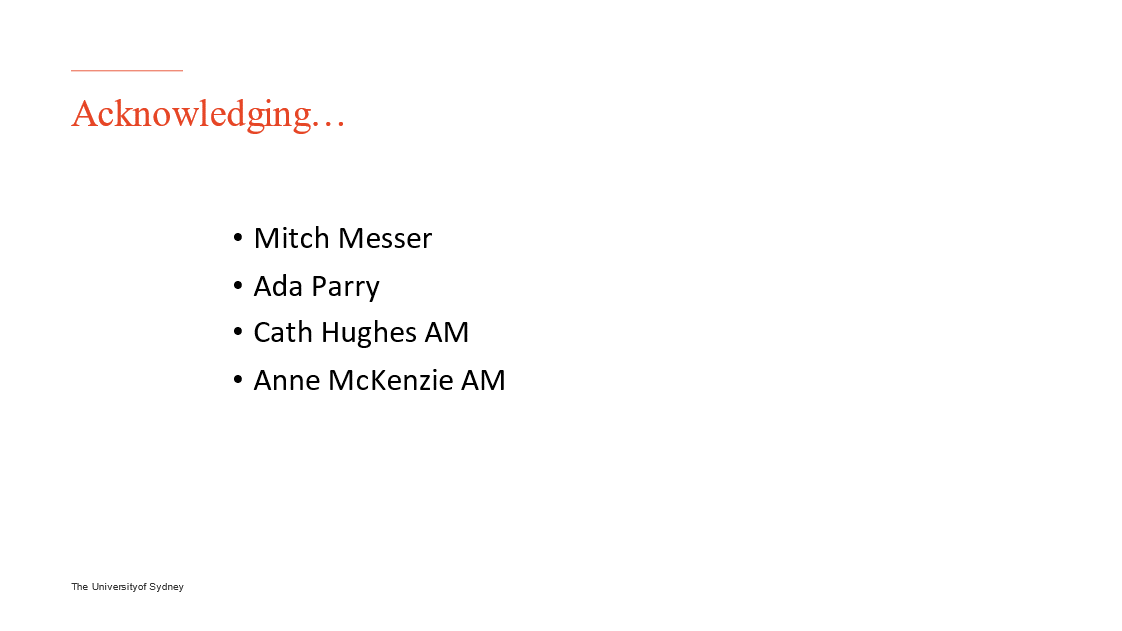 Acknowledging…
• Mitch Messer
• Ada Parry
• Cath Hughes AM
• Anne McKenzie AM
The Universityof Sydney